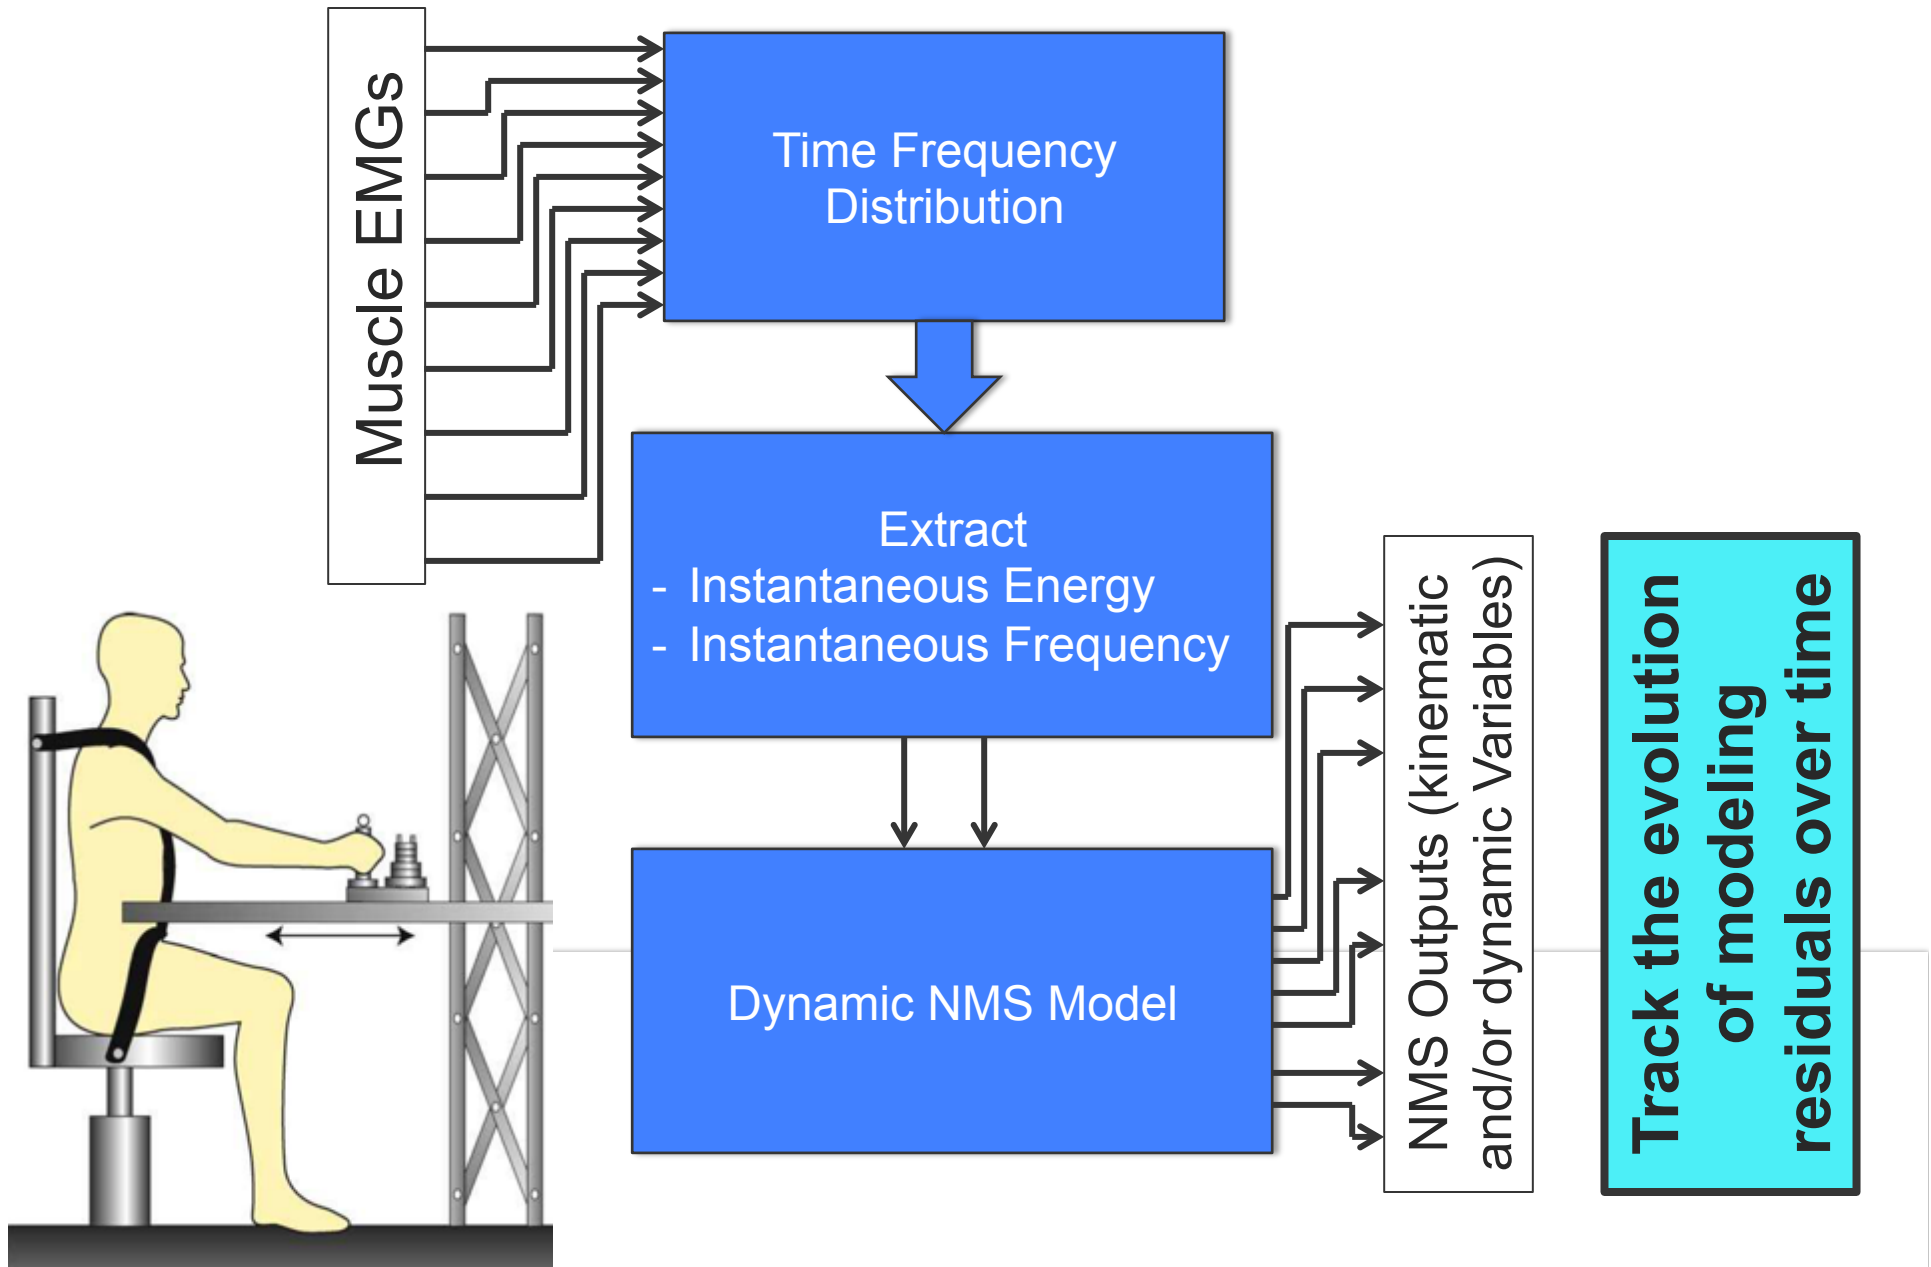 Muscle EMGs
Time Frequency
Distribution
Extract
- Instantaneous Energy
- Instantaneous Frequency
Dynamic NMS Model
NMS Outputs (kinematic
and/or dynamic Variables)
Track the evolution
of modeling
residuals over time